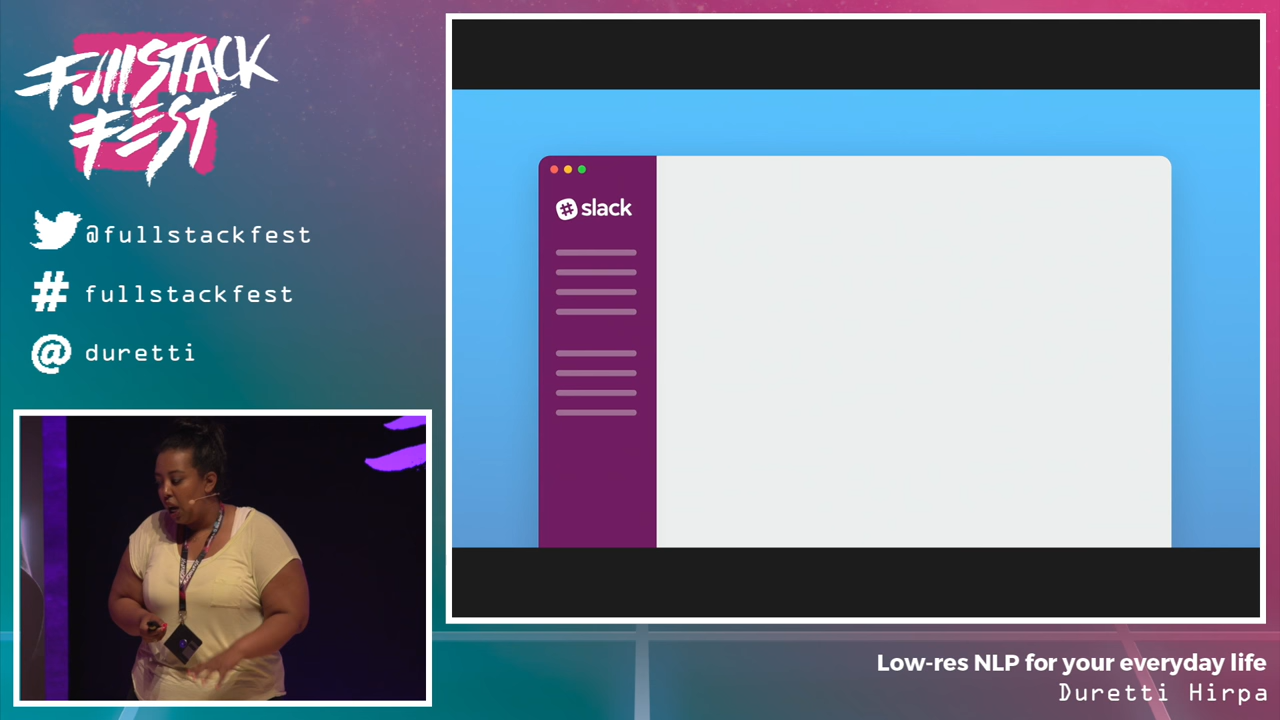 FullStack
Fest
@fullstackfest
# fullstackfest
@ duretti
slack
Low-res NLP for your everyday life
Duretti Hirpa